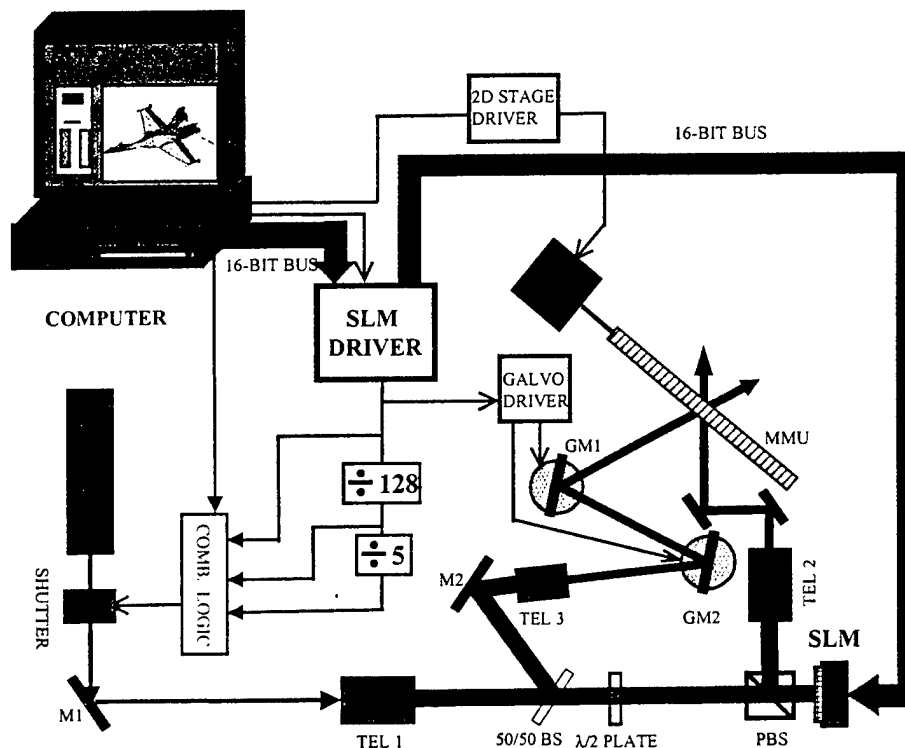 2D STAGE
DRIVER
16-BIT BUS
16-BIT BUS
COMPUTER
SLM
DRIVER
GALVO
DRIVER
GM1
MMU
÷ 128
÷ 5
COMB. LOGIC
SHUTTER
M2
TEL 3
GM2
TEL 2
SLM
M1
TEL 1
50/50 BS
λ/2 PLATE
PBS